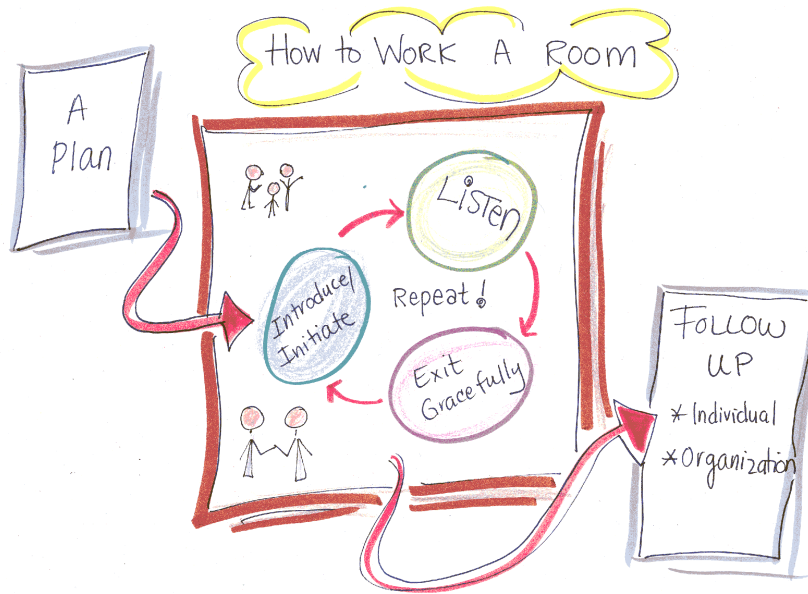 How to WORK A ROOM
A
Plan
Listen
Introduce/
Initiate
Repeat!
Exit
Gracefully
FOLLOW
UP
* Individual
* Organization